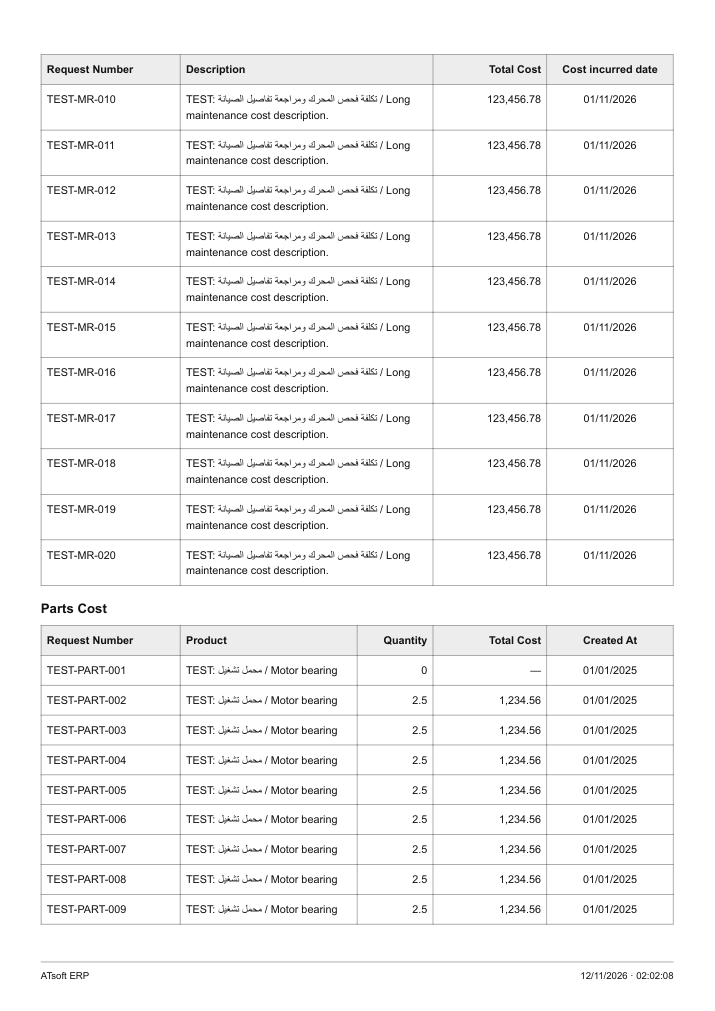 Request Number Description Total Cost Cost incurred date
TEST-MR-010 TEST: تكلفة فحص المحرك ومراجعة تفاصيل الصيانة / Long 123,456.78 01/11/2026
maintenance cost description.
TEST-MR-011 TEST: تكلفة فحص المحرك ومراجعة تفاصيل الصيانة / Long 123,456.78 01/11/2026
maintenance cost description.
TEST-MR-012 TEST: تكلفة فحص المحرك ومراجعة تفاصيل الصيانة / Long 123,456.78 01/11/2026
maintenance cost description.
TEST-MR-013 TEST: تكلفة فحص المحرك ومراجعة تفاصيل الصيانة / Long 123,456.78 01/11/2026
maintenance cost description.
TEST-MR-014 TEST: تكلفة فحص المحرك ومراجعة تفاصيل الصيانة / Long 123,456.78 01/11/2026
maintenance cost description.
TEST-MR-015 TEST: تكلفة فحص المحرك ومراجعة تفاصيل الصيانة / Long 123,456.78 01/11/2026
maintenance cost description.
TEST-MR-016 TEST: تكلفة فحص المحرك ومراجعة تفاصيل الصيانة / Long 123,456.78 01/11/2026
maintenance cost description.
TEST-MR-017 TEST: تكلفة فحص المحرك ومراجعة تفاصيل الصيانة / Long 123,456.78 01/11/2026
maintenance cost description.
TEST-MR-018 TEST: تكلفة فحص المحرك ومراجعة تفاصيل الصيانة / Long 123,456.78 01/11/2026
maintenance cost description.
TEST-MR-019 TEST: تكلفة فحص المحرك ومراجعة تفاصيل الصيانة / Long 123,456.78 01/11/2026
maintenance cost description.
TEST-MR-020 TEST: تكلفة فحص المحرك ومراجعة تفاصيل الصيانة / Long 123,456.78 01/11/2026
maintenance cost description.
Parts Cost
Request Number Product Quantity Total Cost Created At
TEST-PART-001 TEST: محمل تشغيل / Motor bearing 0 — 01/01/2025
TEST-PART-002 TEST: محمل تشغيل / Motor bearing 2.5 1,234.56 01/01/2025
TEST-PART-003 TEST: محمل تشغيل / Motor bearing 2.5 1,234.56 01/01/2025
TEST-PART-004 TEST: محمل تشغيل / Motor bearing 2.5 1,234.56 01/01/2025
TEST-PART-005 TEST: محمل تشغيل / Motor bearing 2.5 1,234.56 01/01/2025
TEST-PART-006 TEST: محمل تشغيل / Motor bearing 2.5 1,234.56 01/01/2025
TEST-PART-007 TEST: محمل تشغيل / Motor bearing 2.5 1,234.56 01/01/2025
TEST-PART-008 TEST: محمل تشغيل / Motor bearing 2.5 1,234.56 01/01/2025
TEST-PART-009 TEST: محمل تشغيل / Motor bearing 2.5 1,234.56 01/01/2025
ATsoft ERP 12/11/2026 · 02:02:08